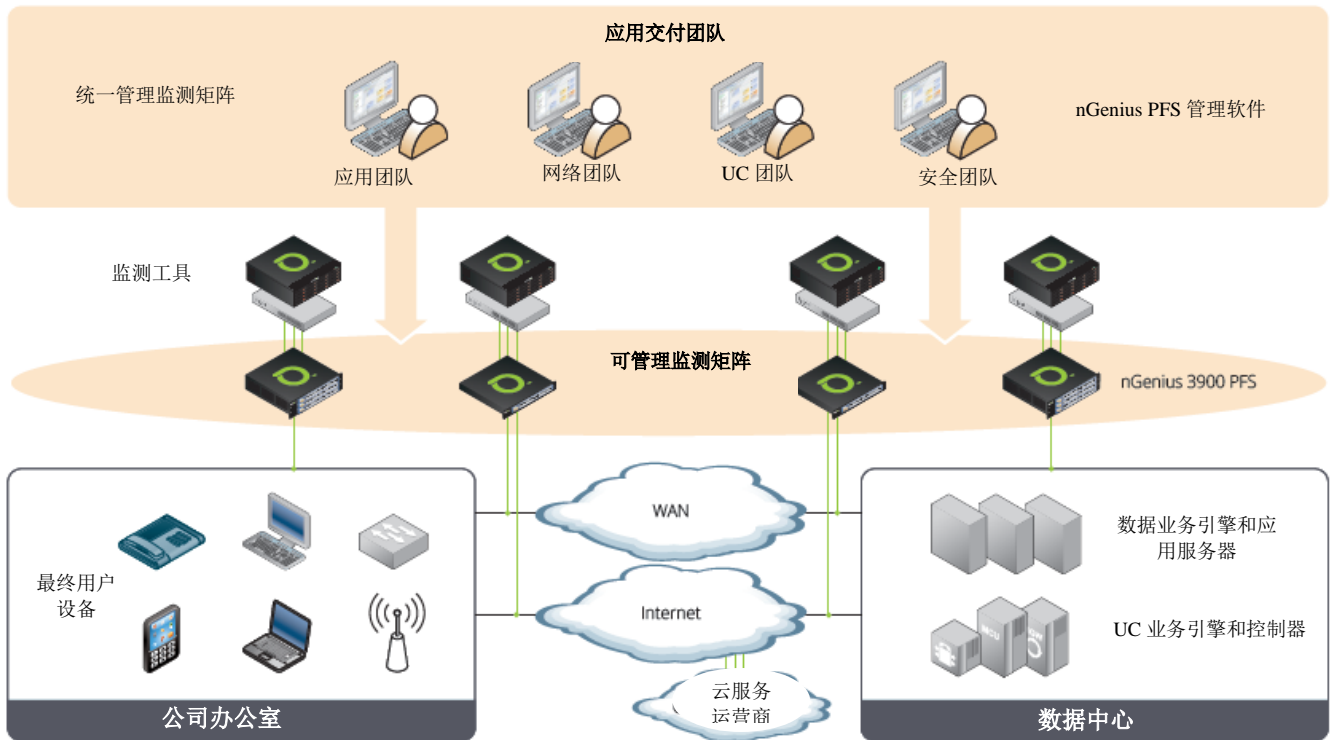 应用交付团队
统一管理监测矩阵
nGenius PFS 管理软件
应用团队
网络团队
UC 团队
安全团队
监测工具
可管理监测矩阵
nGenius 3900 PFS
WAN
Internet
云服务
运营商
最终用户
设备
公司办公室
数据业务引擎和应
用服务器
MCU
GW
UC 业务引擎和控制器
数据中心